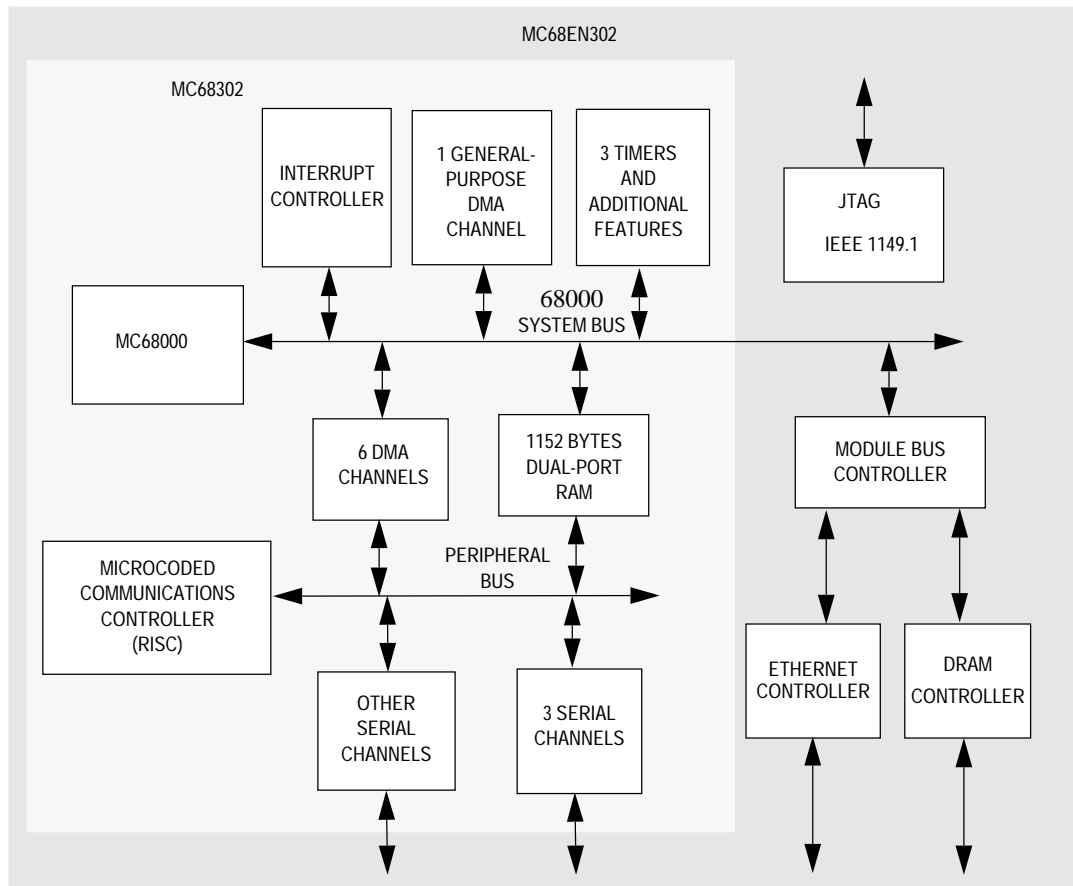 MC68EN302
MC68302
INTERRUPT
CONTROLLER
1 GENERAL-
PURPOSE
DMA
CHANNEL
3 TIMERS
AND
ADDITIONAL
FEATURES
JTAG
IEEE 1149.1
68000
SYSTEM BUS
MC68000
6 DMA
CHANNELS
1152 BYTES
DUAL-PORT
RAM
MODULE BUS
CONTROLLER
PERIPHERAL
BUS
MICROCODED
COMMUNICATIONS
CONTROLLER
(RISC)
OTHER
SERIAL
CHANNELS
3 SERIAL
CHANNELS
ETHERNET
CONTROLLER
DRAM
CONTROLLER